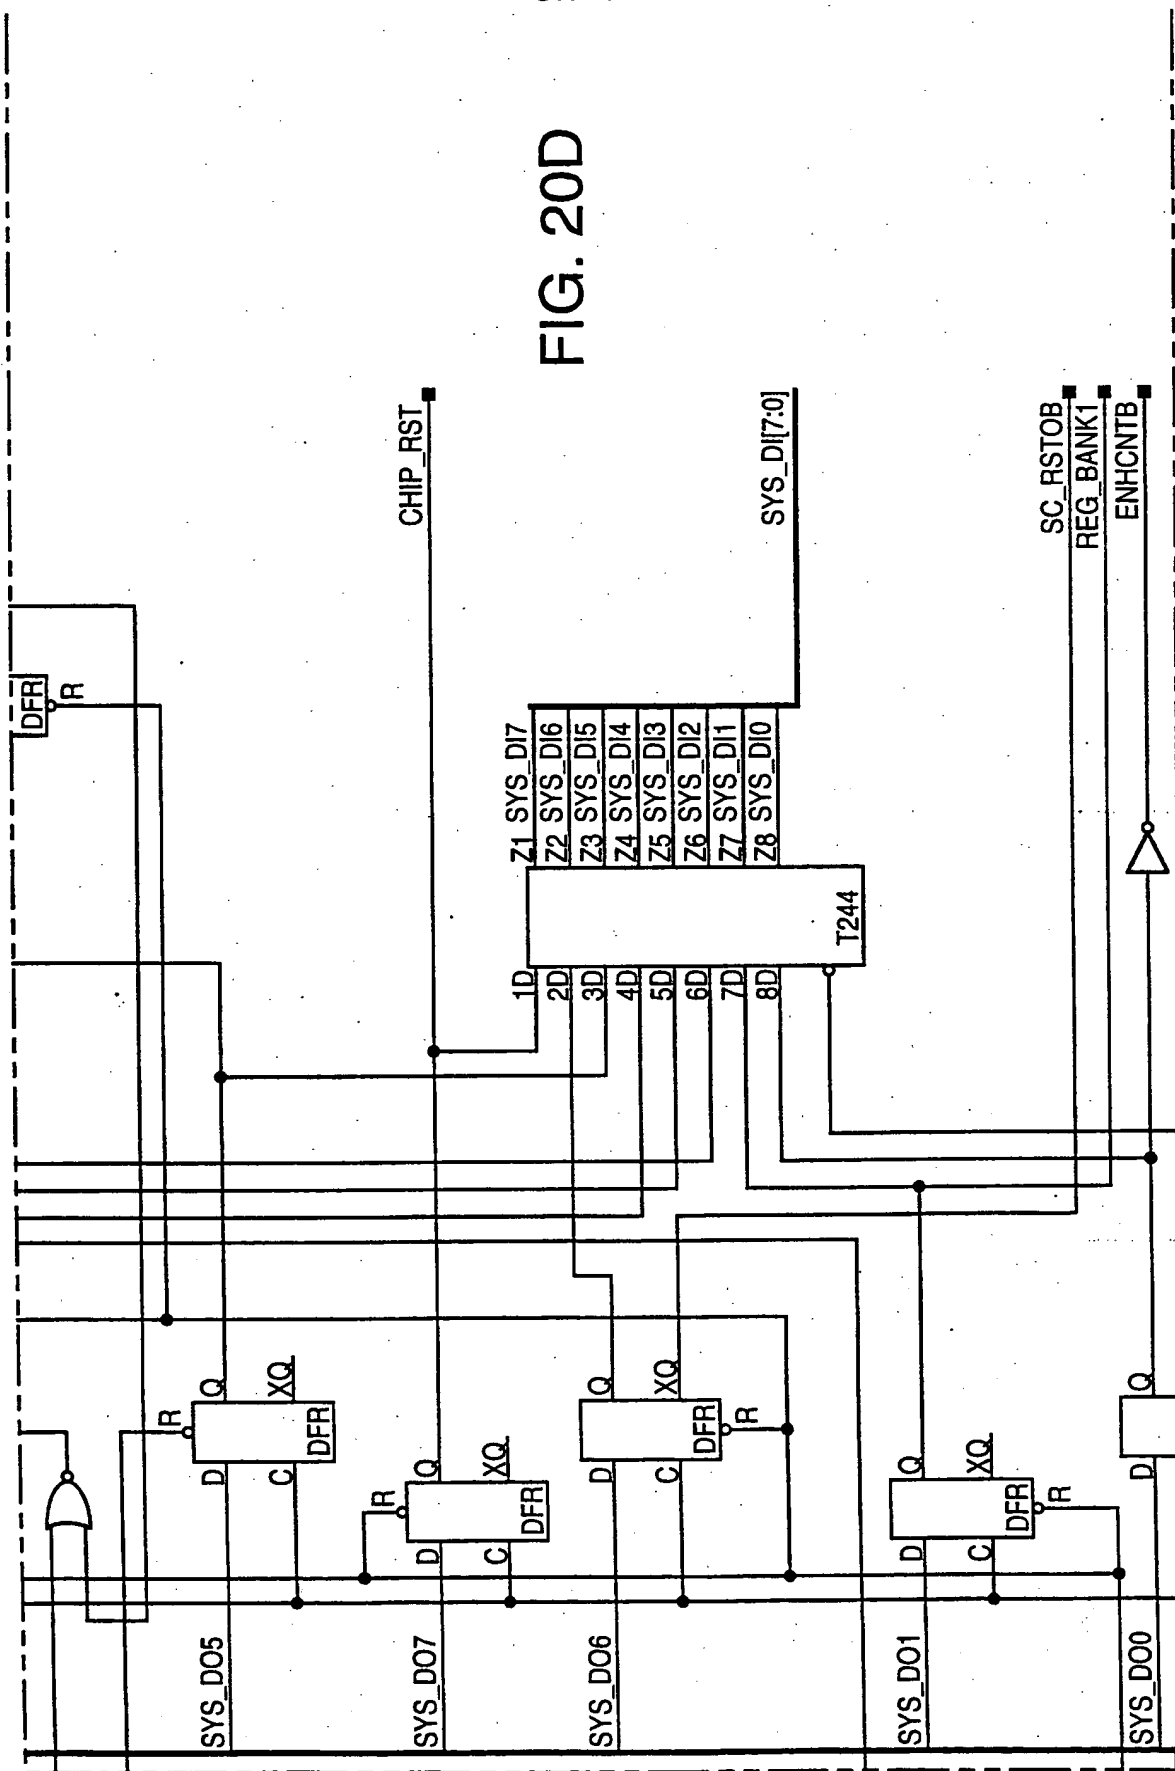 FIG. 20D
DFR
R
CHIP_RST
SYS_DI[7:0]
SC_RSTOB
REG_BANK1
ENHCNTB
Z1 SYS_DI7
Z2 SYS_DI6
Z3 SYS_DI5
Z4 SYS_DI4
Z5 SYS_DI3
Z6 SYS_DI2
Z7 SYS_DI1
Z8 SYS_DI0
T244
1D
2D
3D
4D
5D
6D
7D
8D
SYS_DO5
D
C
R
Q
XQ
DFR
SYS_DO7
D
C
R
Q
XQ
DFR
SYS_DO6
D
C
Q
XQ
DFR
R
SYS_DO1
D
C
Q
XQ
DFR
R
SYS_DO0
D
Q